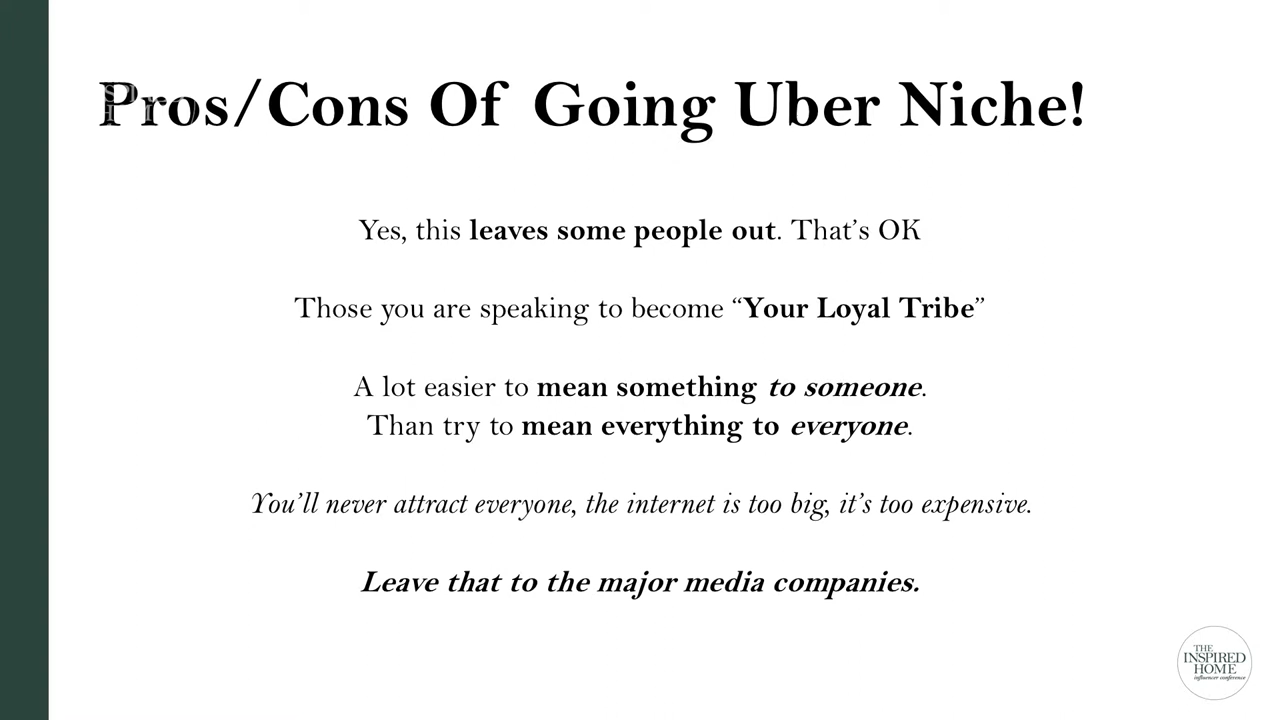 Pros/Cons Of Going Uber Niche!
Yes, this leaves some people out. That’s OK
Those you are speaking to become “Your Loyal Tribe”
A lot easier to mean something to someone.
Than try to mean everything to everyone.
You’ll never attract everyone, the internet is too big, it’s too expensive.
Leave that to the major media companies.
THE
INSPIRED
HOME
influencer conference